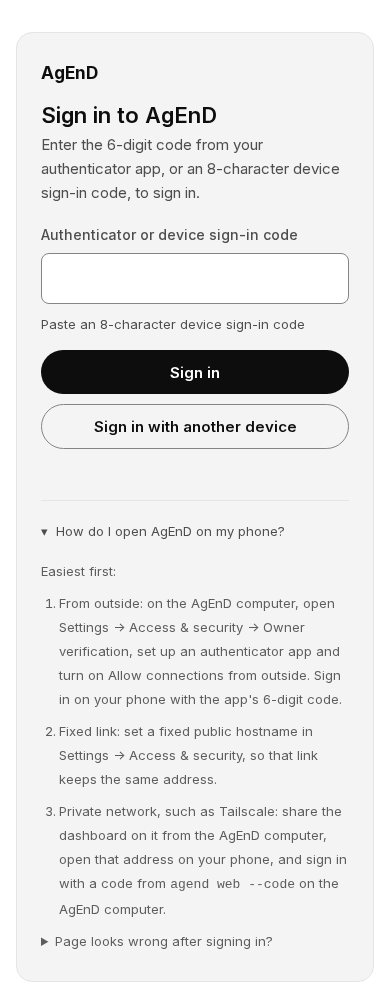 AgEnD
Sign in to AgEnD
Enter the 6-digit code from your
authenticator app, or an 8-character device
sign-in code, to sign in.
Authenticator or device sign-in code
Paste an 8-character device sign-in code
Sign in
Sign in with another device
▾ How do I open AgEnD on my phone?
Easiest first:
1. From outside: on the AgEnD computer, open
Settings → Access & security → Owner
verification, set up an authenticator app and
turn on Allow connections from outside. Sign
in on your phone with the app's 6-digit code.
2. Fixed link: set a fixed public hostname in
Settings → Access & security, so that link
keeps the same address.
3. Private network, such as Tailscale: share the
dashboard on it from the AgEnD computer,
open that address on your phone, and sign in
with a code from agend web --code on the
AgEnD computer.
▶ Page looks wrong after signing in?